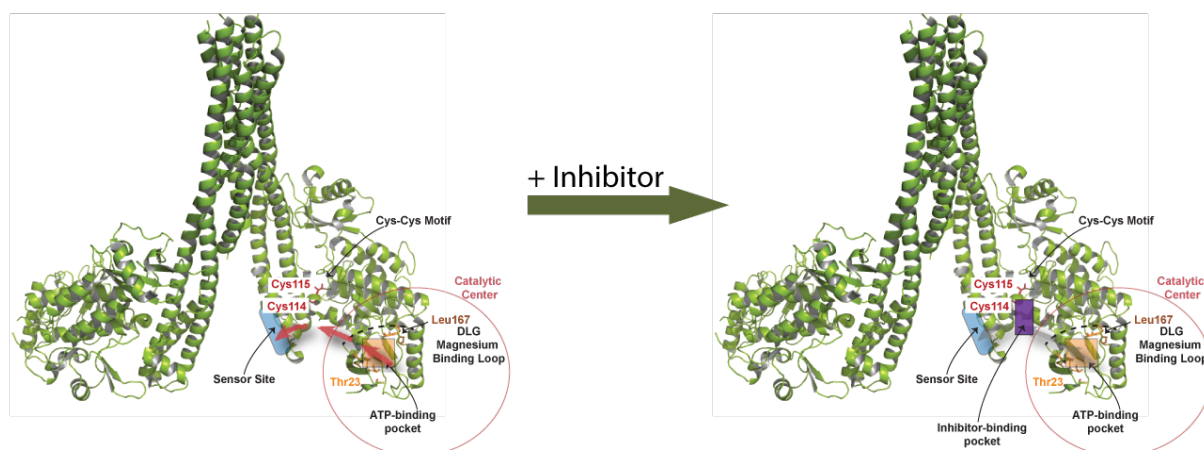 Cys-Cys Motif
Cys115
Catalytic
Center
Cys114
Leu167
DLG
Magnesium
Binding Loop
Sensor Site
Thr23
ATP-binding
pocket
+ Inhibitor
Cys-Cys Motif
Cys115
Catalytic
Center
Cys114
Leu167
DLG
Magnesium
Binding Loop
Sensor Site
Thr23
ATP-binding
pocket
Inhibitor-binding
pocket